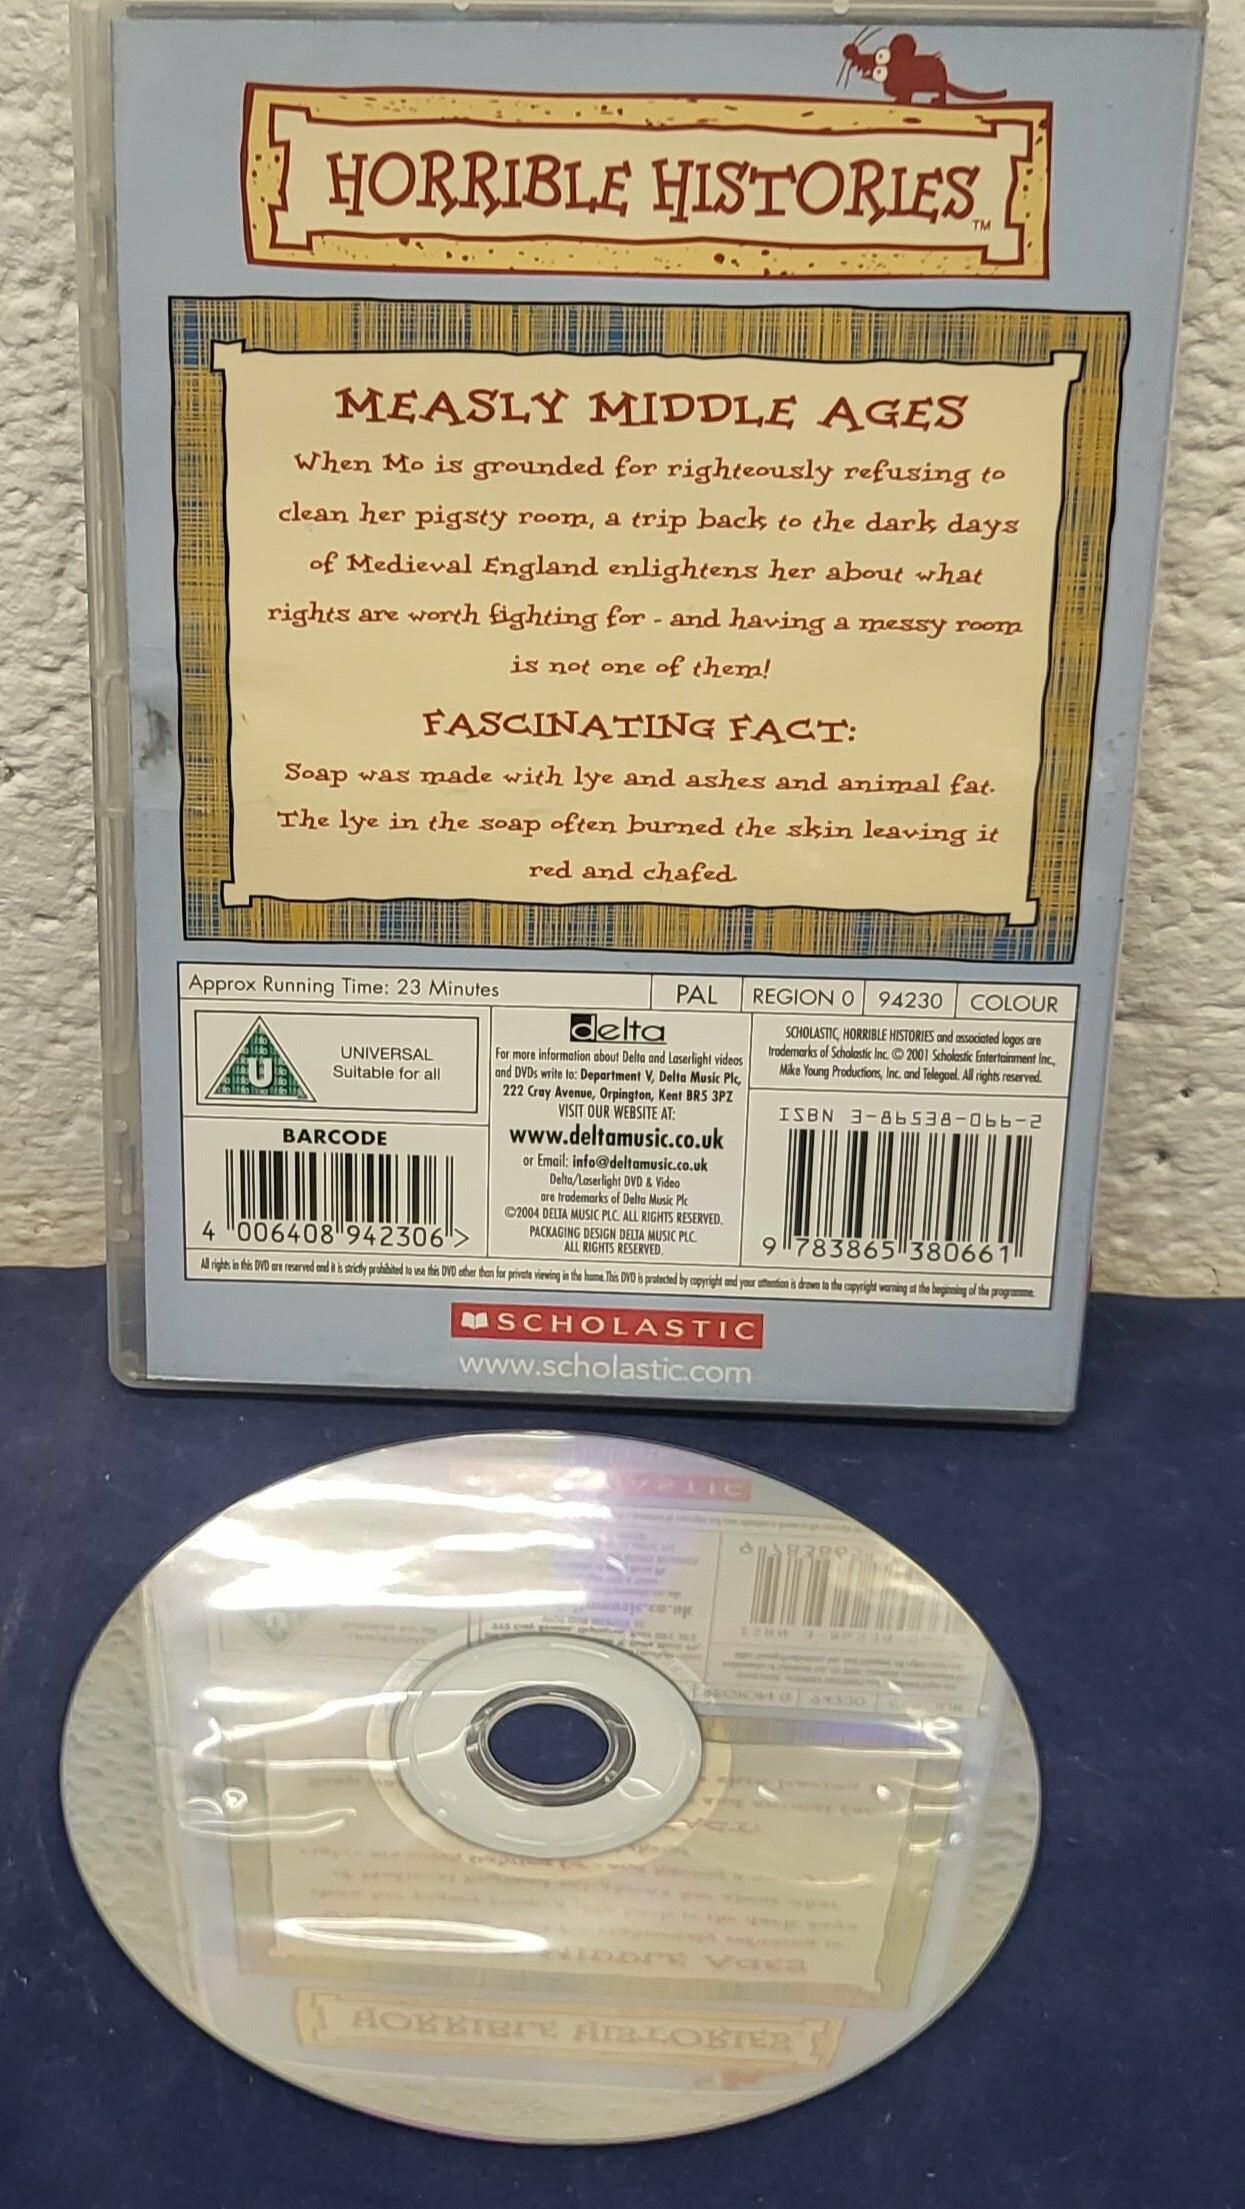 HORRIBLE HISTORIES TM
MEASLY MIDDLE AGES
When Mo is grounded for righteously refusing to
clean her pigsty room, a trip back to the dark days
of Medieval England enlightens her about what
rights are worth fighting for - and having a messy room
is not one of them!
FASCINATING FACT:
Soap was made with lye and ashes and animal fat.
The lye in the soap often burned the skin leaving it
red and chafed.
Approx Running Time: 23 Minutes
PAL
REGION 0
94230
COLOUR
U
UNIVERSAL
Suitable for all
BARCODE
4 006408 942306 >
delta
For more information about Delta and Laserlight videos
and DVDs write to: Department V, Delta Music Plc,
222 Cray Avenue, Orpington, Kent BR5 3PZ
VISIT OUR WEBSITE AT:
www.deltamusic.co.uk
or Email: info@deltamusic.co.uk
Delta/Laserlight DVD & Video
are trademarks of Delta Music Plc
©2004 DELTA MUSIC PLC. ALL RIGHTS RESERVED.
PACKAGING DESIGN DELTA MUSIC PLC.
ALL RIGHTS RESERVED.
SCHOLASTIC, HORRIBLE HISTORIES and associated logos are
trademarks of Scholastic Inc. © 2001 Scholastic Entertainment Inc,
Mike Young Productions, Inc. and Telegael. All rights reserved.
ISBN 3-86538-066-2
9 783865 380661
All rights in this DVD are reserved and it is strictly prohibited to use this DVD other than for private viewing in the home. This DVD is protected by copyright and your attention is drawn to the copyright warning at the beginning of the programme.
SCHOLASTIC
www.scholastic.com